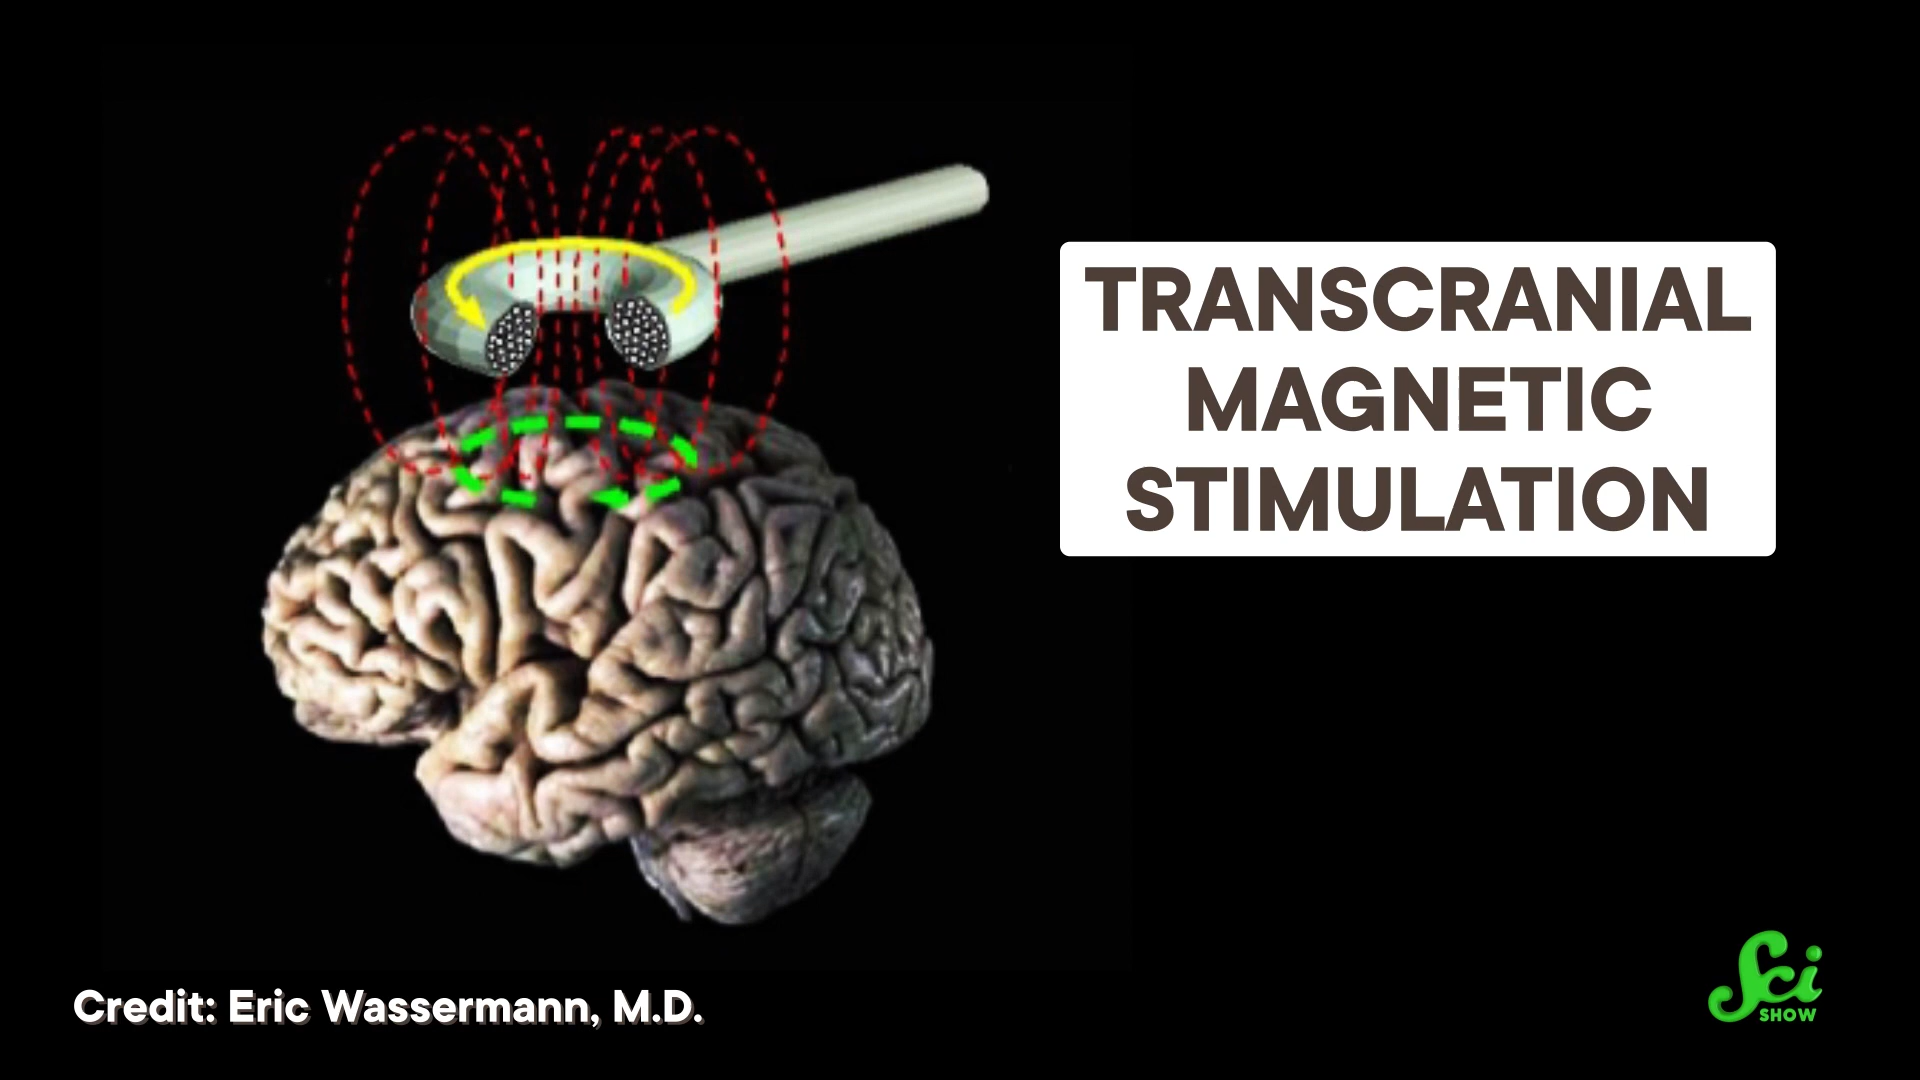 TRANSCRANIAL
MAGNETIC
STIMULATION
Credit: Eric Wassermann, M.D.
Sci
SHOW